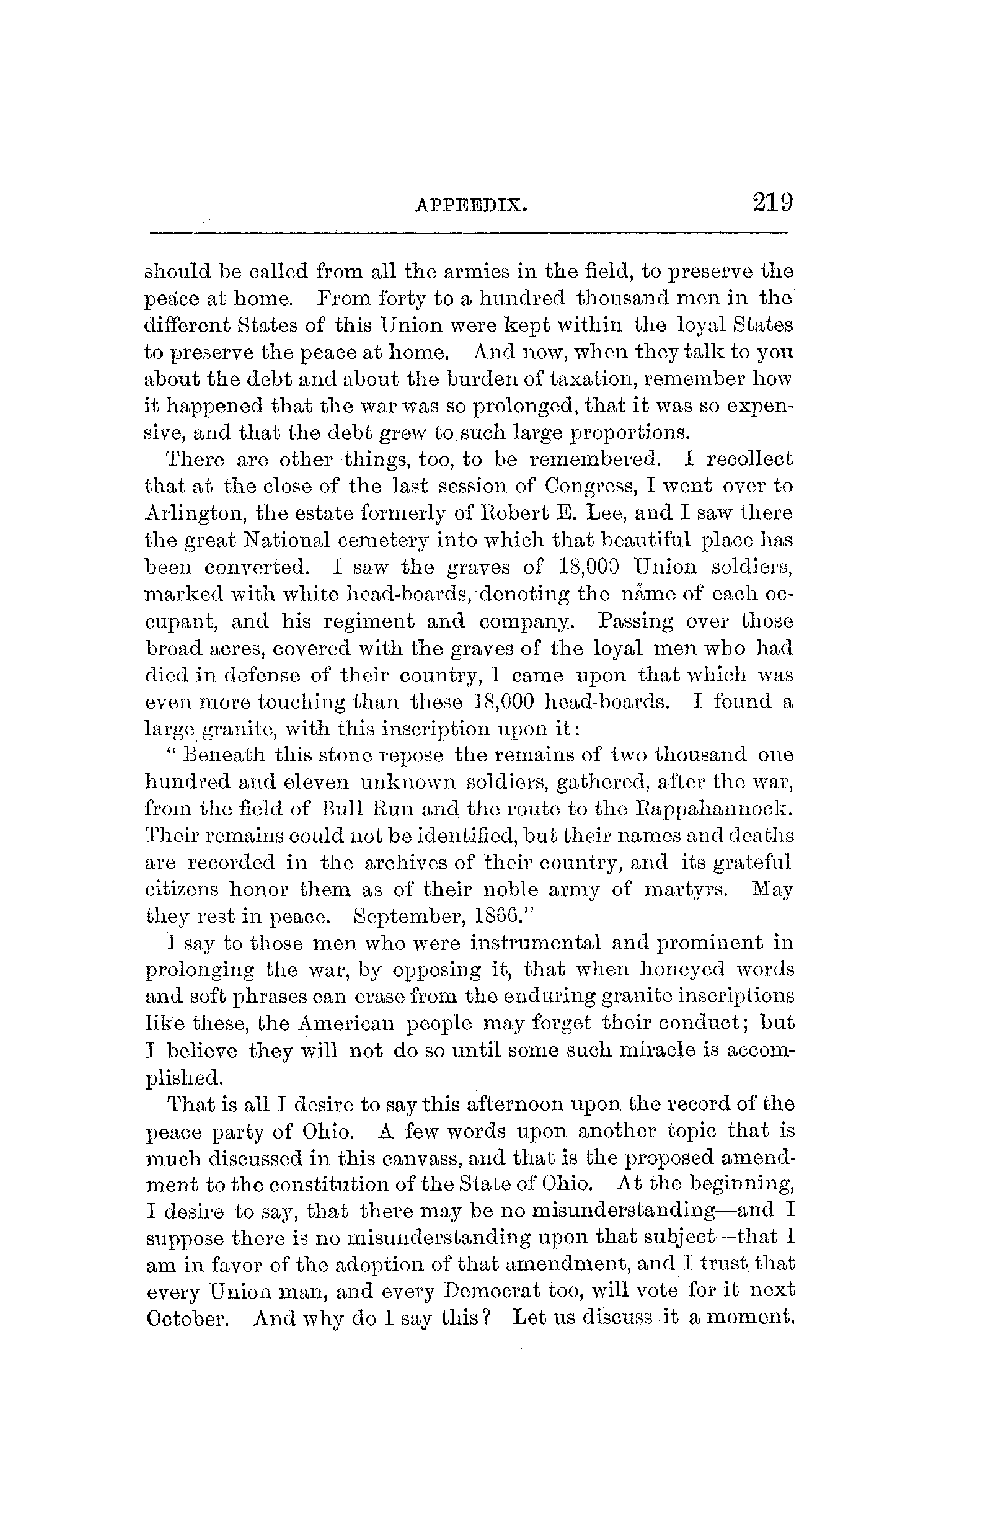 APPEEDIX. 219
should be called from all the armies in the field, to preserve the
peace at home. From forty to a hundred thousand men in the
different States of this Union were kept within the loyal States
to preserve the peace at home. And now, when they talk to you
about the debt and about the burden of taxation, remember how
it happened that the war was so prolonged, that it was so expen-
sive, and that the debt grew to such large proportions.
There are other things, too, to be remembered. I recollect
that at the close of the last session of Congress, I went over to
Arlington, the estate formerly of Robert E. Lee, and I saw there
the great National cemetery into which that beautiful place has
been converted. I saw the graves of 18,000 Union soldiers,
marked with white head-boards, denoting the name of each oc-
cupant, and his regiment and company. Passing over those
broad acres, covered with the graves of the loyal men who had
died in defense of their country, I came upon that which was
even more touching than these 18,000 head-boards. I found a
large granite, with this inscription upon it:
" Beneath this stone repose the remains of two thousand one
hundred and eleven unknown soldiers, gathered, after the war,
from the field of Bull Run and the route to the Rappahannock.
Their remains could not be identified, but their names and deaths
are recorded in the archives of their country, and its grateful
citizens honor them as of their noble army of martyrs. May
they rest in peace. September, 1866."
I say to those men who were instrumental and prominent in
prolonging the war, by opposing it, that when honeyed words
and soft phrases can erase from the enduring granite inscriptions
like these, the American people may forget their conduct; but
I believe they will not do so until some such miracle is accom-
plished.
That is all I desire to say this afternoon upon the record of the
peace party of Ohio. A few words upon another topic that is
much discussed in this canvass, and that is the proposed amend-
ment to the constitution of the State of Ohio. At the beginning,
I desire to say, that there may be no misunderstanding—and I
suppose there is no misunderstanding upon that subject—that I
am in favor of the adoption of that amendment, and I trust that
every Union man, and every Democrat too, will vote for it next
October. And why do I say this? Let us discuss it a moment.